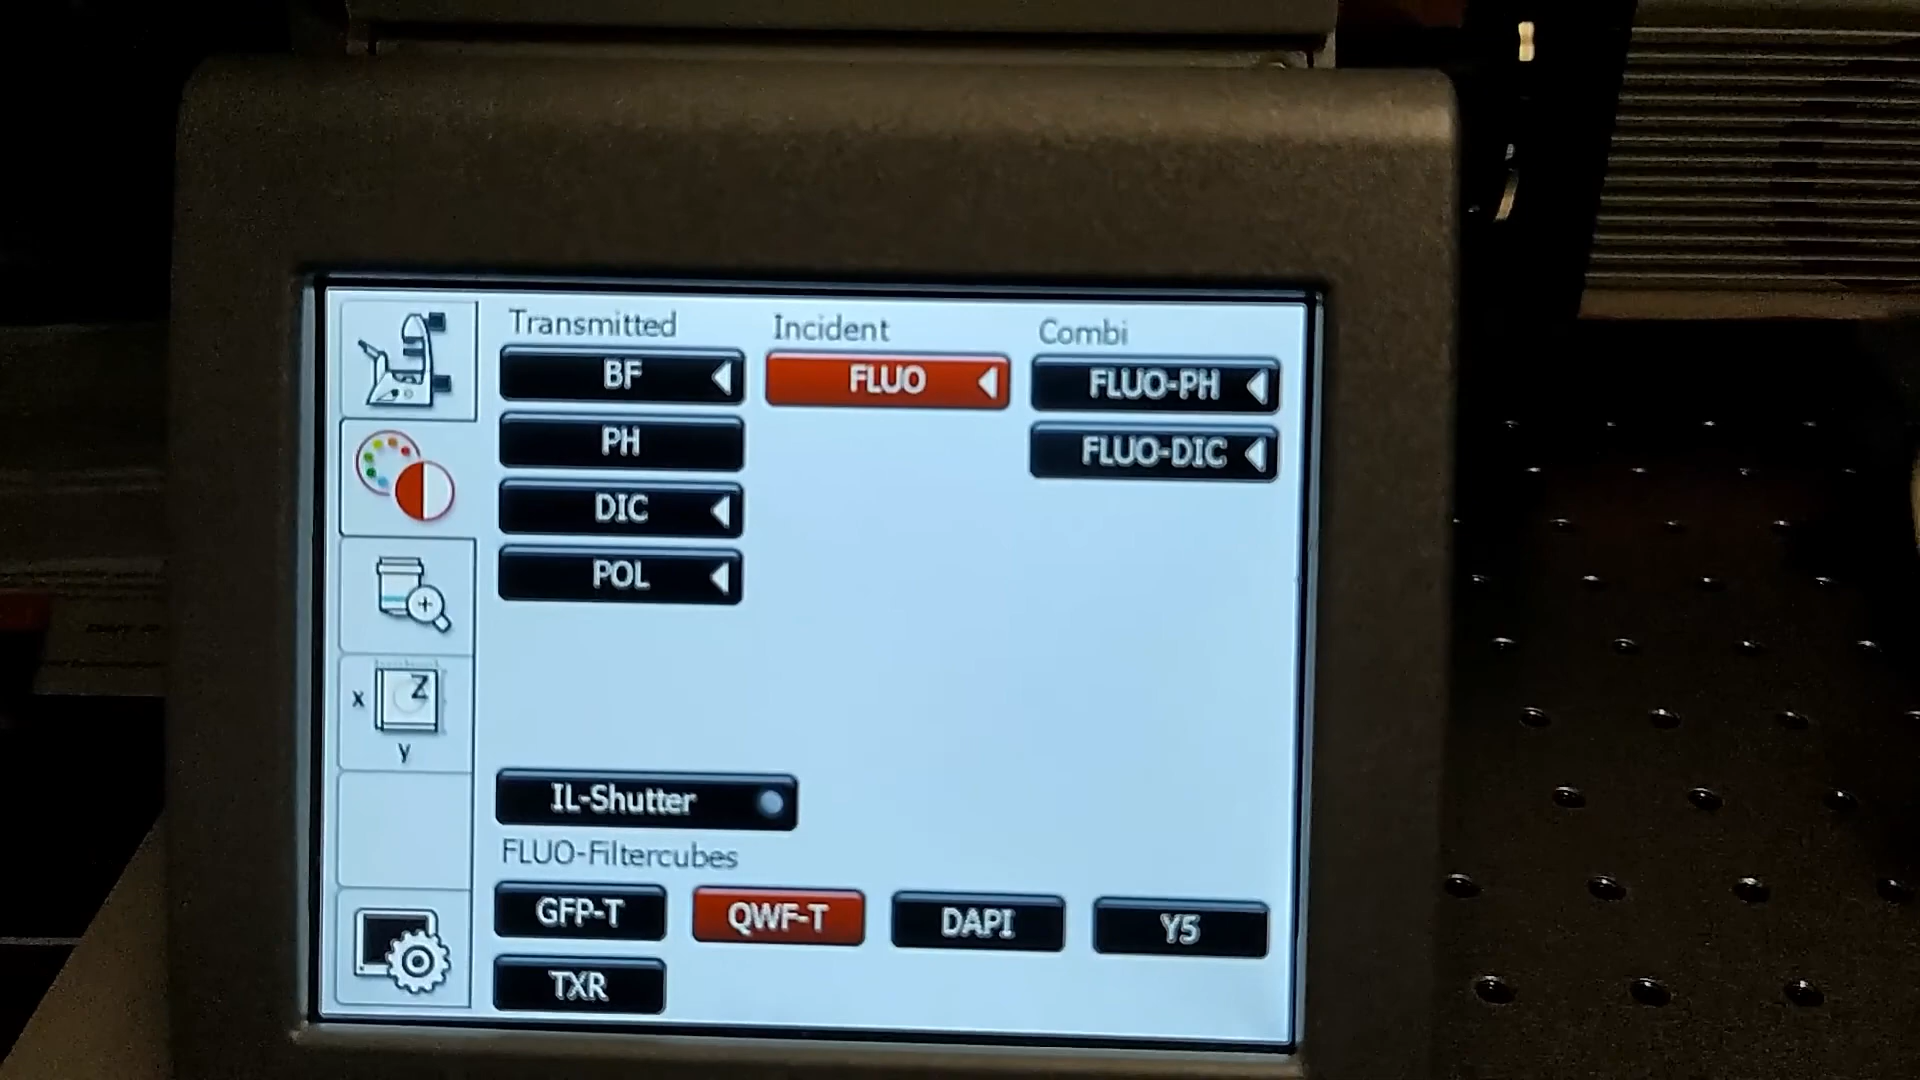 Transmitted Incident Combi
BF FLUO FLUO-PH
PH FLUO-DIC
DIC
POL
Z
x
y
IL-Shutter
FLUO-Filtercubes
GFP-T QWF-T DAPI Y5
TXR